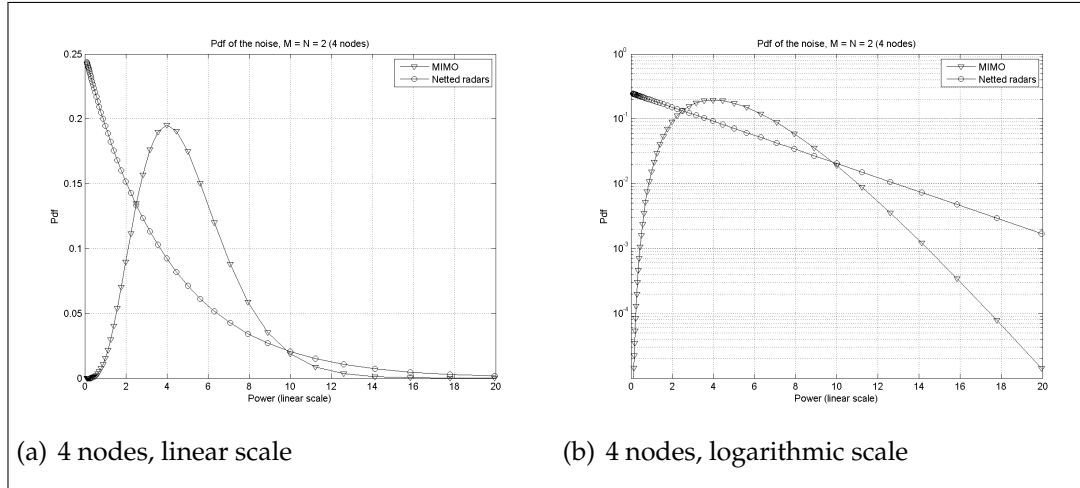 Pdf of the noise, M = N = 2 (4 nodes)
MIMO
Netted radars
0.25
0.2
0.15
0.1
0.05
0
Pdf
0 2 4 6 8 10 12 14 16 18 20
Power (linear scale)
(a) 4 nodes, linear scale
Pdf of the noise, M = N = 2 (4 nodes)
MIMO
Netted radars
10^0
10^-1
10^-2
10^-3
10^-4
Pdf
0 2 4 6 8 10 12 14 16 18 20
Power (linear scale)
(b) 4 nodes, logarithmic scale